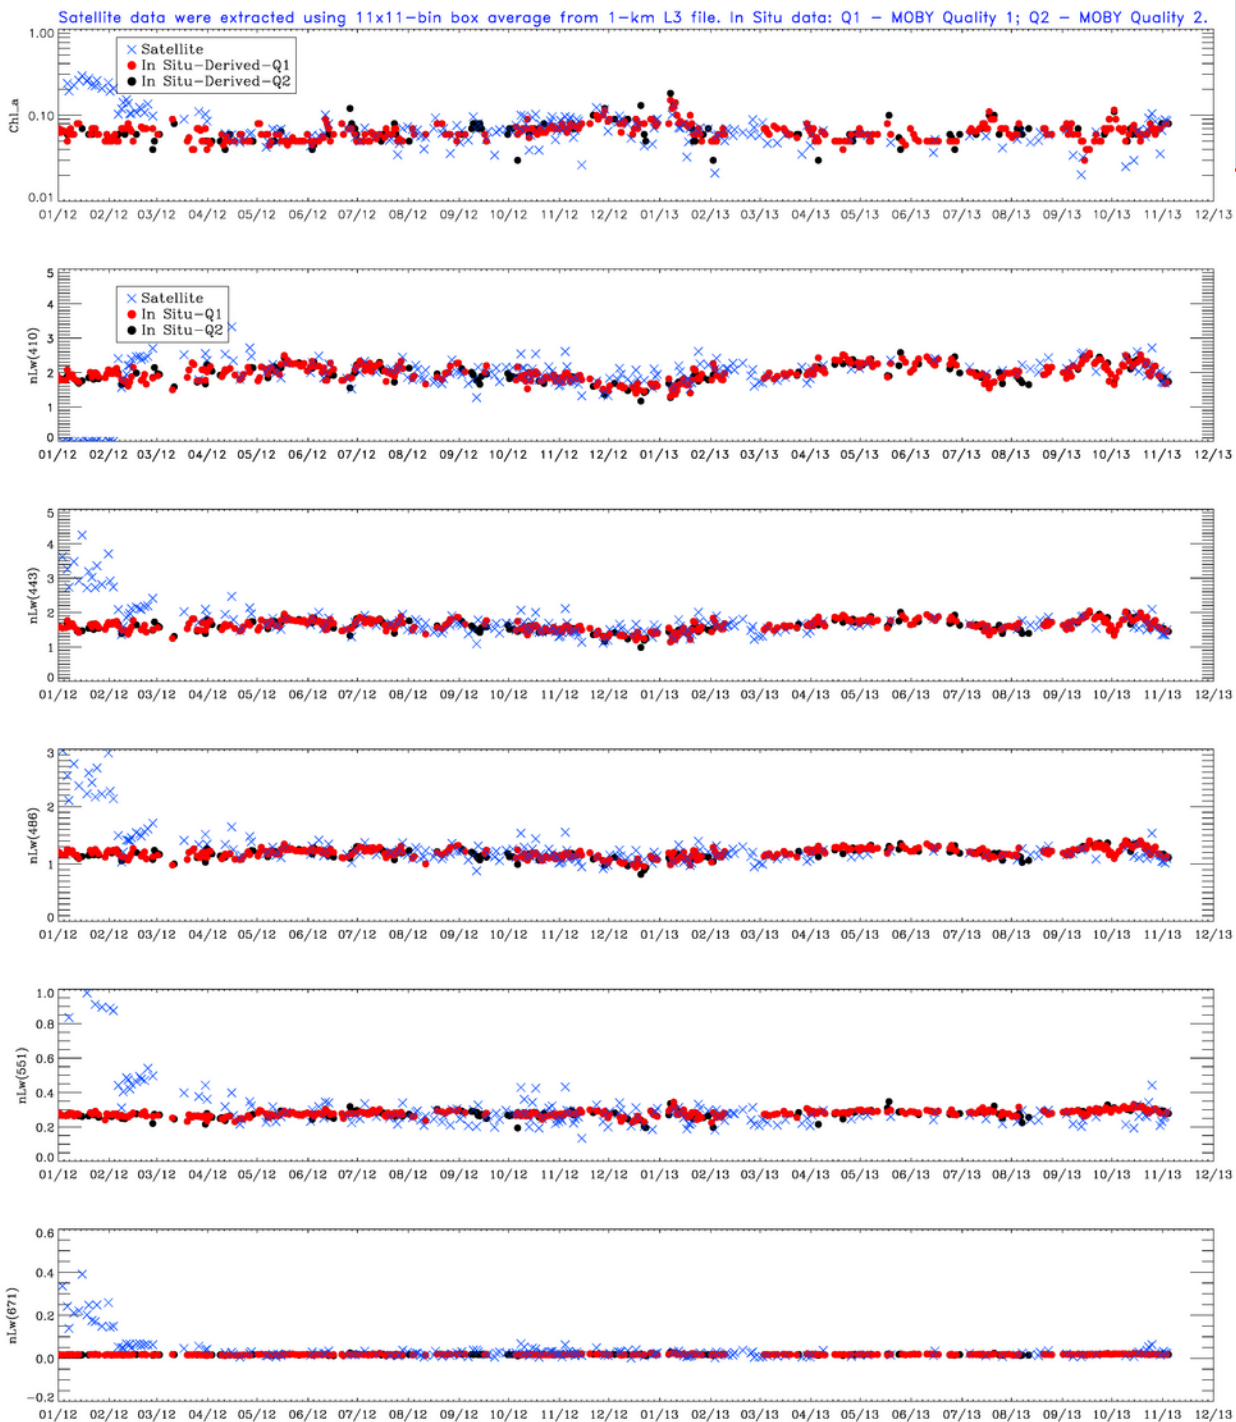 Satellite data were extracted using 11x11-bin box average from 1-km L3 file. In Situ data: Q1 - MOBY Quality 1; Q2 - MOBY Quality 2.
1.00
Satellite
In Situ-Derived-Q1
In Situ-Derived-Q2
Chl_a
0.10
0.01
01/12 02/12 03/12 04/12 05/12 06/12 07/12 08/12 09/12 10/12 11/12 12/12 01/13 02/13 03/13 04/13 05/13 06/13 07/13 08/13 09/13 10/13 11/13 12/13
5
Satellite
In Situ-Q1
In Situ-Q2
4
3
nLw(410)
2
1
0
01/12 02/12 03/12 04/12 05/12 06/12 07/12 08/12 09/12 10/12 11/12 12/12 01/13 02/13 03/13 04/13 05/13 06/13 07/13 08/13 09/13 10/13 11/13 12/13
5
4
3
nLw(443)
2
1
0
01/12 02/12 03/12 04/12 05/12 06/12 07/12 08/12 09/12 10/12 11/12 12/12 01/13 02/13 03/13 04/13 05/13 06/13 07/13 08/13 09/13 10/13 11/13 12/13
3
2
nLw(486)
1
0
01/12 02/12 03/12 04/12 05/12 06/12 07/12 08/12 09/12 10/12 11/12 12/12 01/13 02/13 03/13 04/13 05/13 06/13 07/13 08/13 09/13 10/13 11/13 12/13
1.0
0.8
0.6
nLw(551)
0.4
0.2
0.0
01/12 02/12 03/12 04/12 05/12 06/12 07/12 08/12 09/12 10/12 11/12 12/12 01/13 02/13 03/13 04/13 05/13 06/13 07/13 08/13 09/13 10/13 11/13 12/13
0.6
0.4
0.2
nLw(671)
0.0
-0.2
01/12 02/12 03/12 04/12 05/12 06/12 07/12 08/12 09/12 10/12 11/12 12/12 01/13 02/13 03/13 04/13 05/13 06/13 07/13 08/13 09/13 10/13 11/13 12/13